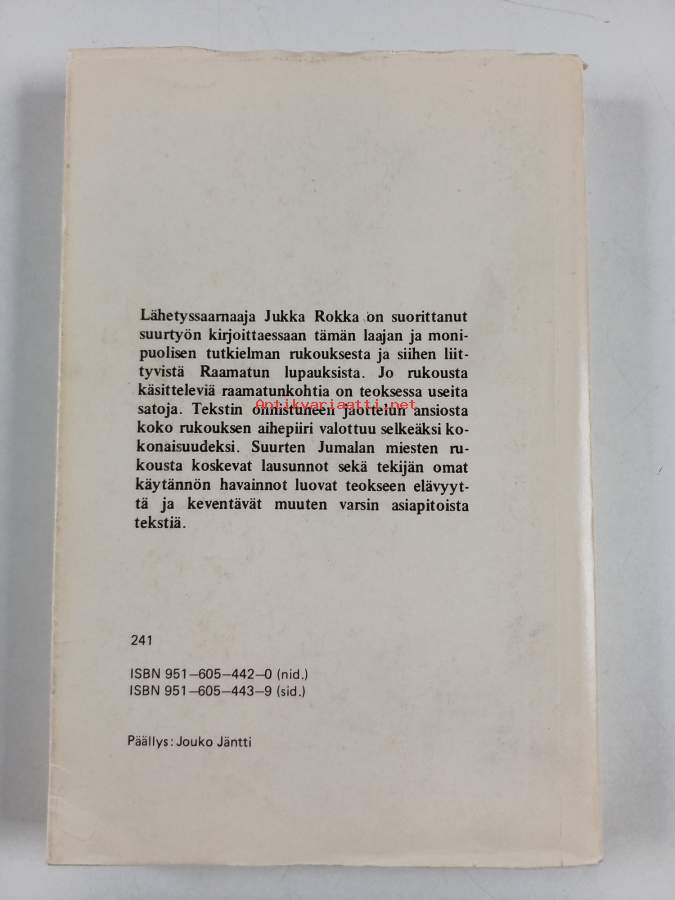 Lähetyssaarnaaja Jukka Rokka on suorittanut
suurtyön kirjoittaessaan tämän laajan ja moni-
puolisen tutkielman rukouksesta ja siihen liit-
tyvistä Raamatun lupauksista. Jo rukousta
käsitteleviä raamatunkohtia on teoksessa useita
satoja. Tekstin onnistuneen jaottelun ansiosta
Antikvariaatti.net
koko rukouksen aihepiiri valottuu selkeäksi ko-
konaisuudeksi. Suurten Jumalan miesten ru-
kousta koskevat lausunnot sekä tekijän omat
käytännön havainnot luovat teokseen elävyyt-
tä ja keventävät muuten varsin asiapitoista
tekstiä.
241
ISBN 951-605-442-0 (nid.)
ISBN 951-605-443-9 (sid.)
Päällys: Jouko Jäntti